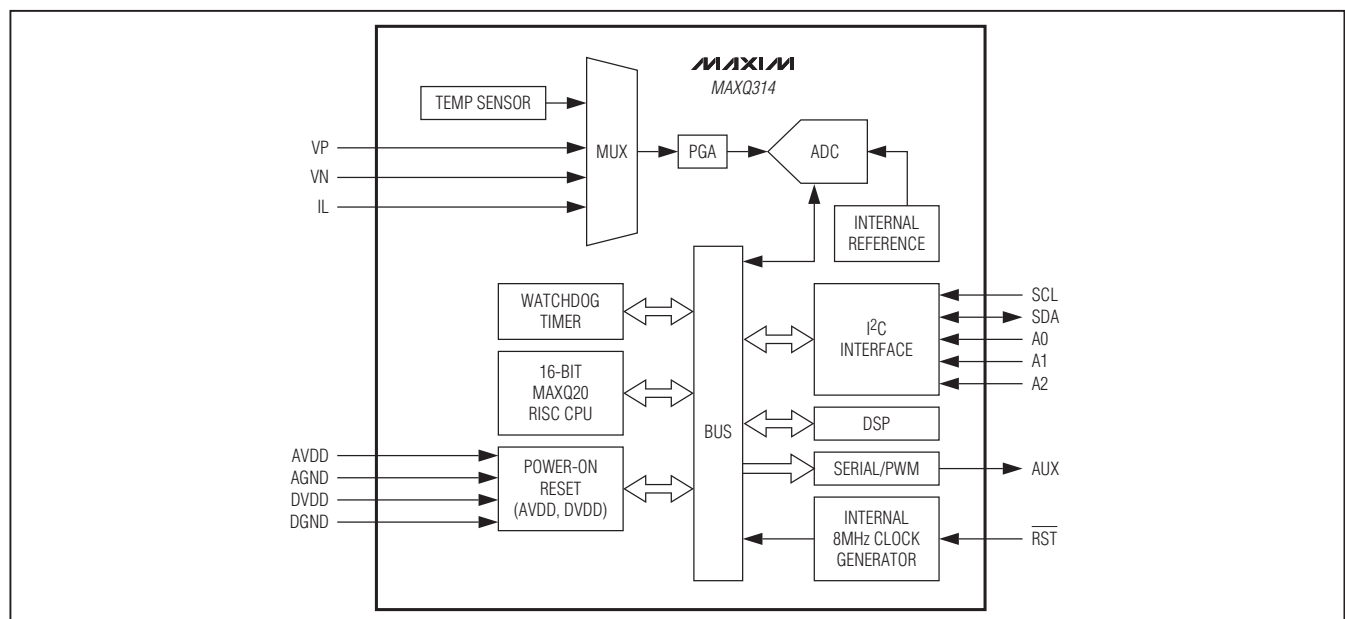 MAXIM
MAXQ314
TEMP SENSOR
VP
VN
IL
MUX
PGA
ADC
INTERNAL
REFERENCE
WATCHDOG
TIMER
16-BIT
MAXQ20
RISC CPU
AVDD
AGND
DVDD
DGND
POWER-ON
RESET
(AVDD, DVDD)
BUS
I²C
INTERFACE
SCL
SDA
A0
A1
A2
DSP
SERIAL/PWM
AUX
INTERNAL
8MHz CLOCK
GENERATOR
RST